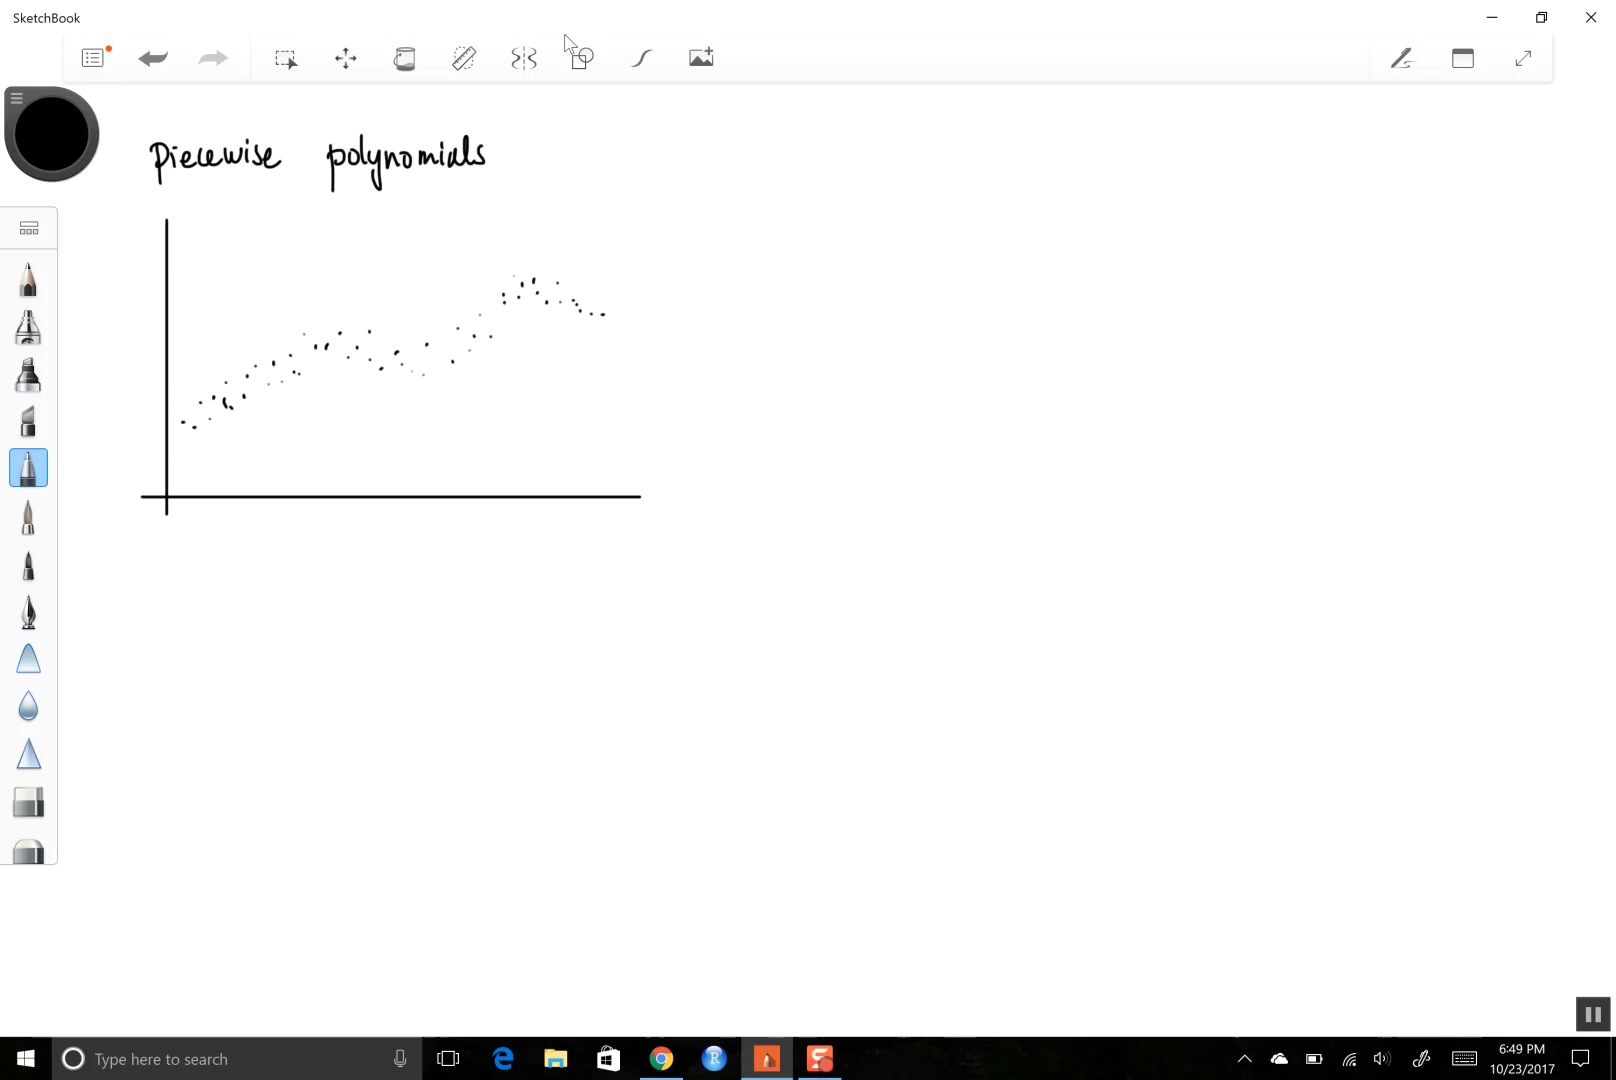 SketchBook
Piecewise polynomials
Type here to search
6:49 PM
10/23/2017